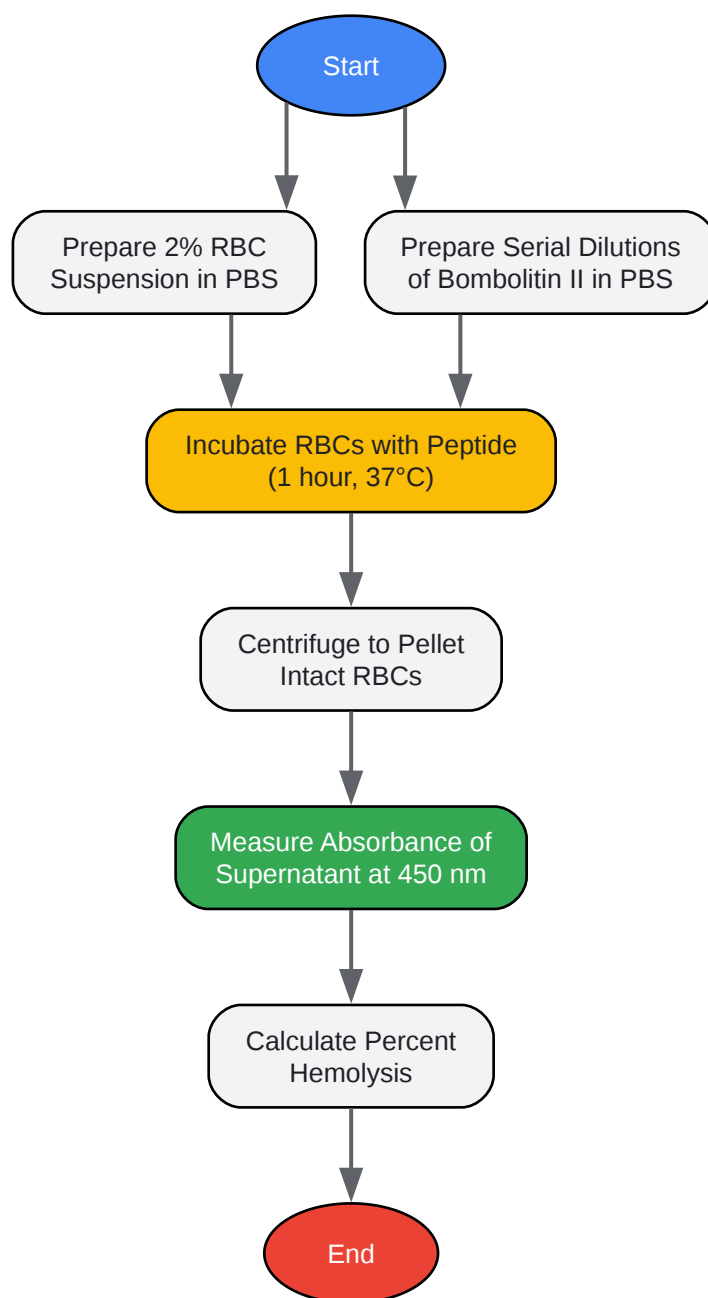 Start
Prepare 2% RBC
Suspension in PBS
Prepare Serial Dilutions
of Bombolitin II in PBS
Incubate RBCs with Peptide
(1 hour, 37°C)
Centrifuge to Pellet
Intact RBCs
Measure Absorbance of
Supernatant at 450 nm
Calculate Percent
Hemolysis
End